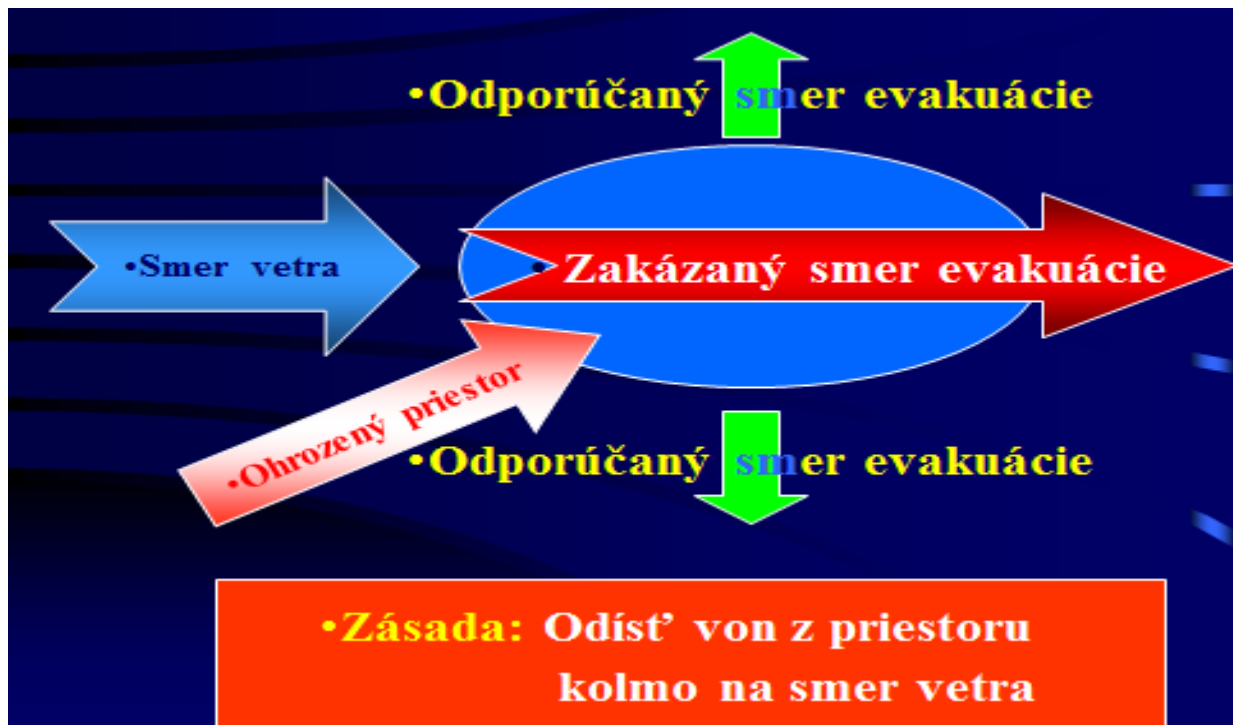 •Odporúčaný smer evakuácie
•Smer vetra
• Zakázaný smer evakuácie
•Ohrozený priestor
•Odporúčaný smer evakuácie
•Zásada: Odísť von z priestoru
kolmo na smer vetra